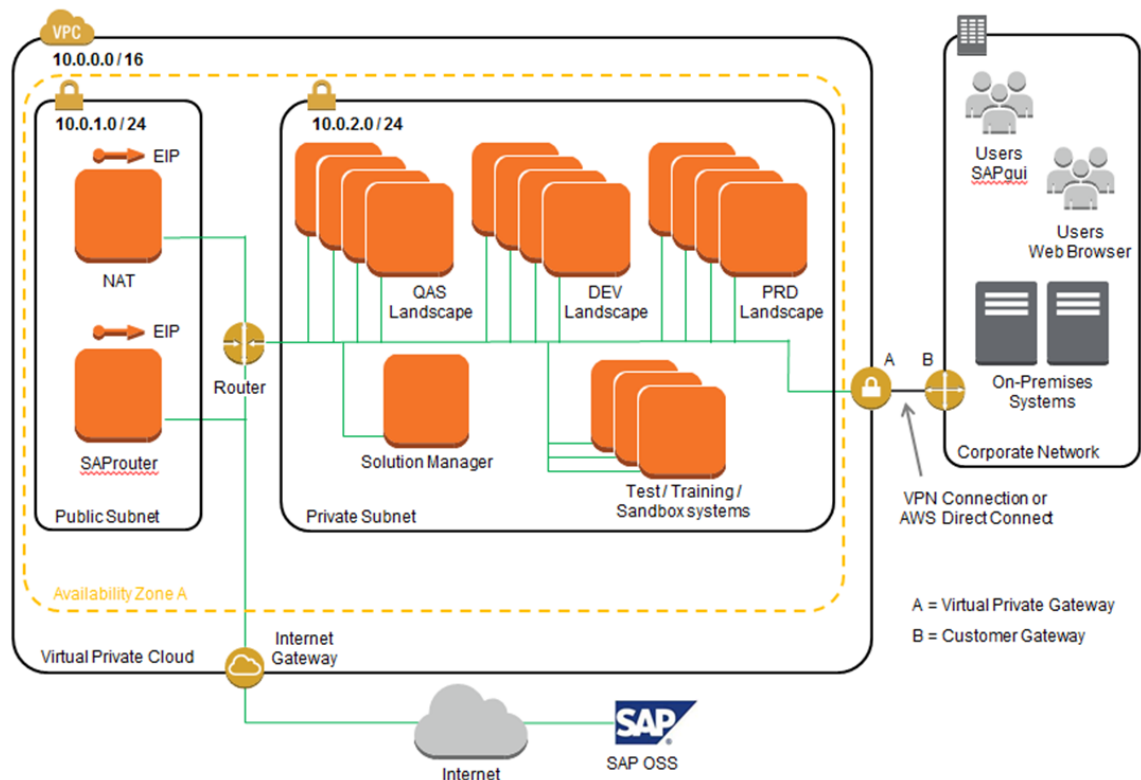 VPC
10.0.0.0 / 16
10.0.1.0 / 24
EIP
NAT
EIP
SAProuter
Public Subnet
Router
10.0.2.0 / 24
QAS
Landscape
DEV
Landscape
PRD
Landscape
Solution Manager
Test / Training /
Sandbox systems
Private Subnet
Availability Zone A
Virtual Private Cloud
Internet
Gateway
Internet
SAP
SAP OSS
A
B
Users
SAPgui
Users
Web Browser
On-Premises
Systems
Corporate Network
VPN Connection or
AWS Direct Connect
A = Virtual Private Gateway
B = Customer Gateway